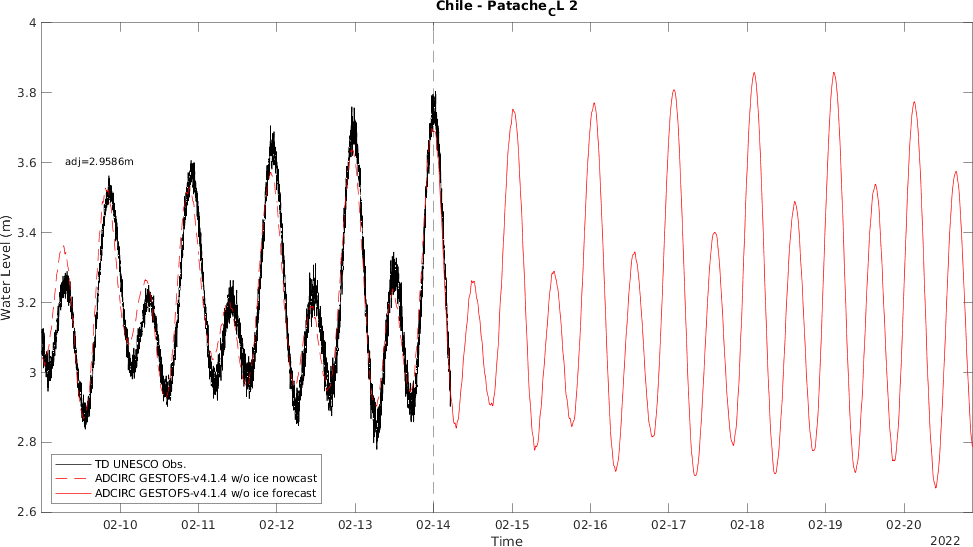 Chile - Patache_CL 2
4
3.8
3.6
3.4
3.2
3
2.8
2.6
Water Level (m)
adj=2.9586m
TD UNESCO Obs.
ADCIRC GESTOFS-v4.1.4 w/o ice nowcast
ADCIRC GESTOFS-v4.1.4 w/o ice forecast
02-10 02-11 02-12 02-13 02-14 02-15 02-16 02-17 02-18 02-19 02-20
Time
2022